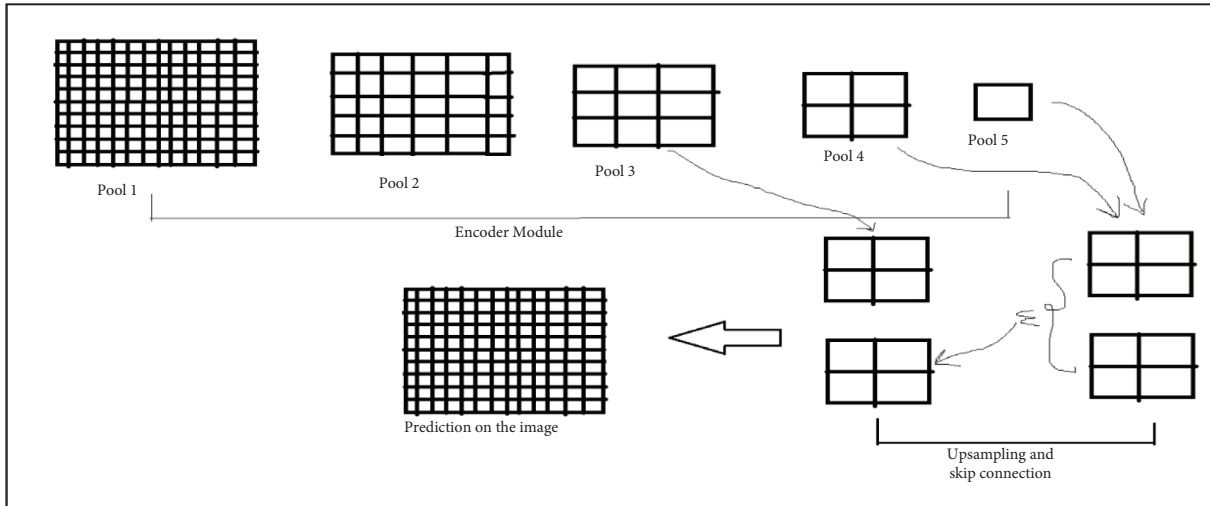 Pool 1
Pool 2
Pool 3
Pool 4
Pool 5
Encoder Module
Prediction on the image
Upsampling and
skip connection